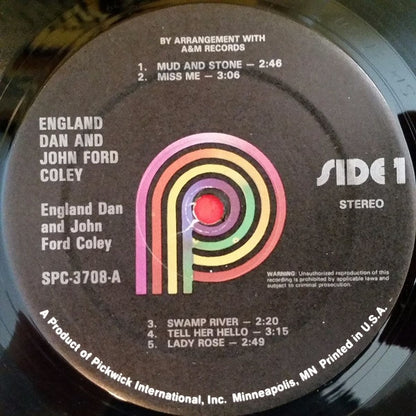 BY ARRANGEMENT WITH
A&M RECORDS
1. MUD AND STONE – 2:46
2. MISS ME – 3:06
ENGLAND
DAN AND
JOHN FORD
COLEY
England Dan
and John
Ford Coley
SPC-3708-A
SIDE 1
STEREO
WARNING: Unauthorized reproduction of this
recording is prohibited by applicable laws and
subject to criminal prosecution.
3. SWAMP RIVER – 2:20
4. TELL HER HELLO – 3:15
5. LADY ROSE – 2:49
A Product of Pickwick International, Inc. Minneapolis, MN Printed in U.S.A.